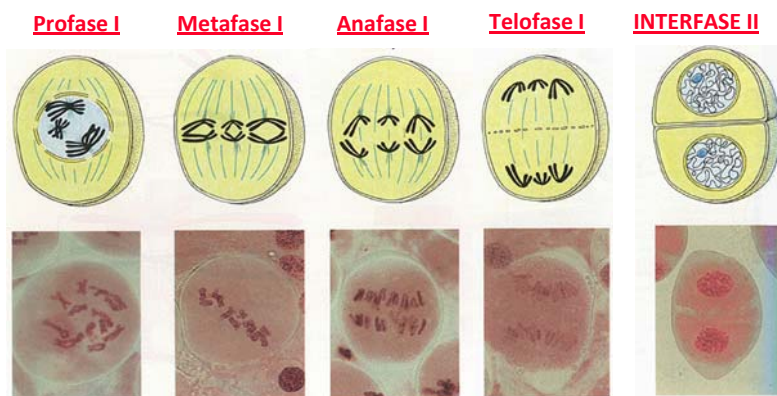 Profase I
Metafase I
Anafase I
Telofase I
INTERFASE II